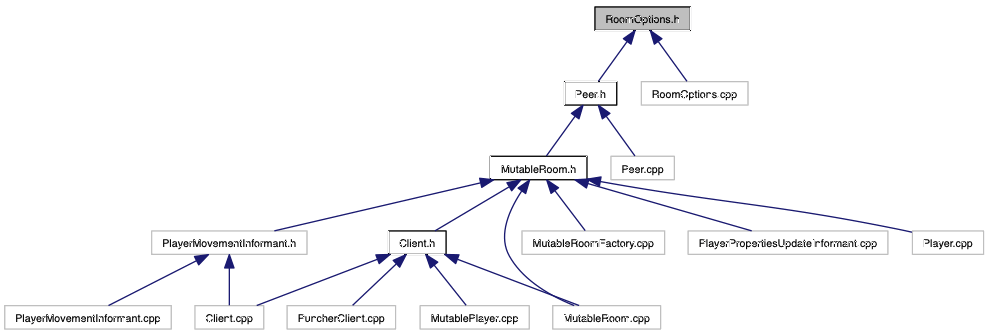 RoomOptions.h
Peer.h
RoomOptions.cpp
MutableRoom.h
Peer.cpp
PlayerMovementInformant.h
Client.h
MutableRoomFactory.cpp
PlayerPropertiesUpdateInformant.cpp
Player.cpp
PlayerMovementInformant.cpp
Client.cpp
PuncherClient.cpp
MutablePlayer.cpp
MutableRoom.cpp